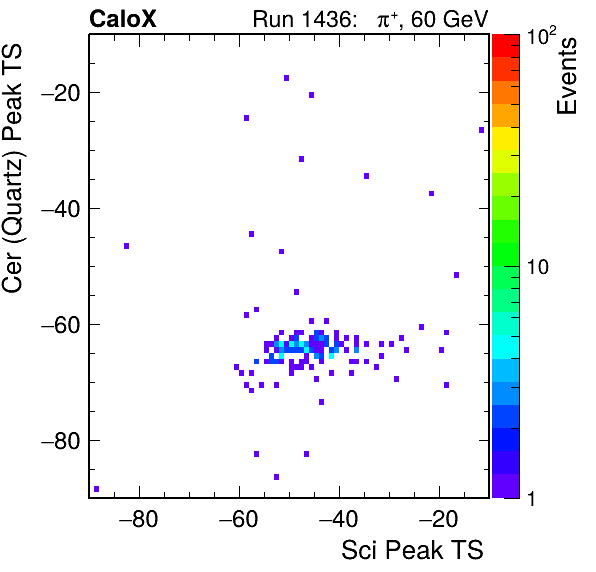 CaloX Run 1436: π⁺, 60 GeV
Cer (Quartz) Peak TS
−20
−40
−60
−80
−80 −60 −40 −20
Sci Peak TS
10²
10
1
Events